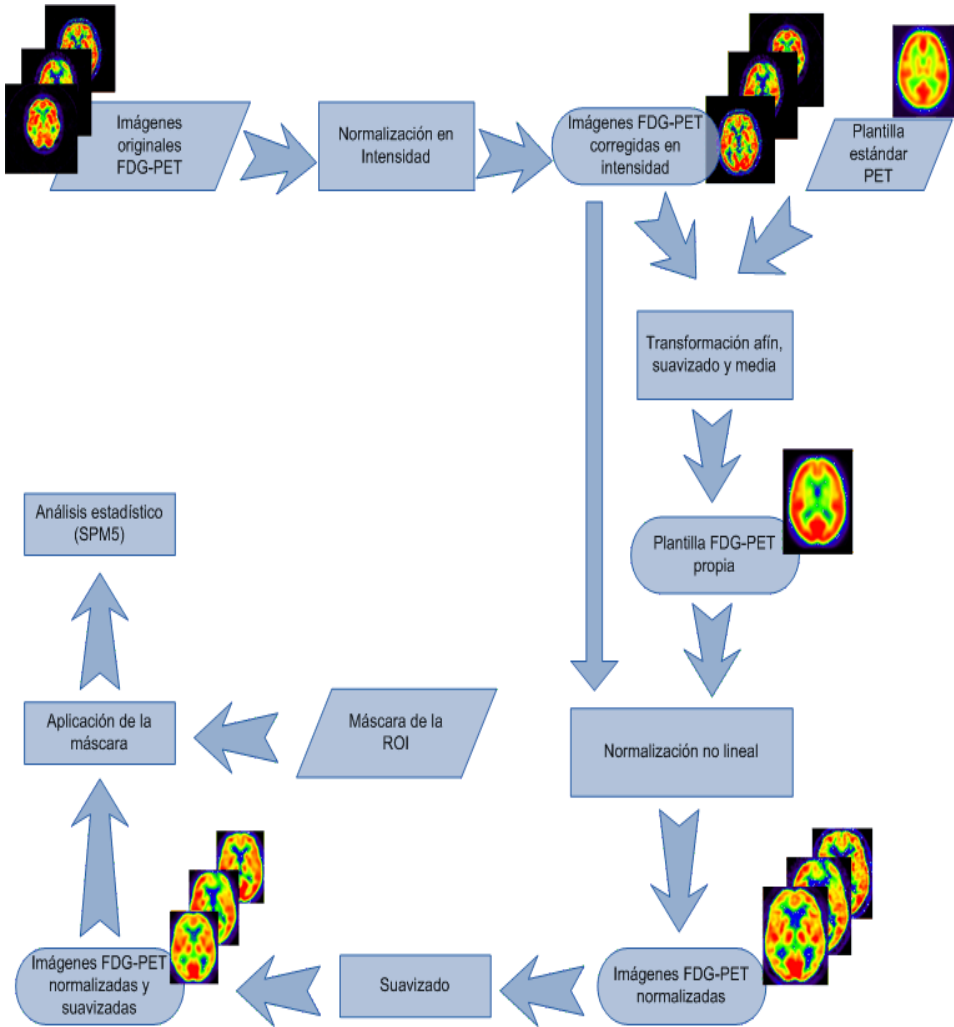 Imágenes
originales
FDG-PET
Normalización en
Intensidad
Imágenes FDG-PET
corregidas en
intensidad
Plantilla
estándar
PET
Transformación afín,
suavizado y media
Plantilla FDG-PET
propia
Normalización no lineal
Imágenes FDG-PET
normalizadas
Suavizado
Imágenes FDG-PET
normalizadas y
suavizadas
Aplicación de la
máscara
Máscara de la
ROI
Análisis estadístico
(SPM5)